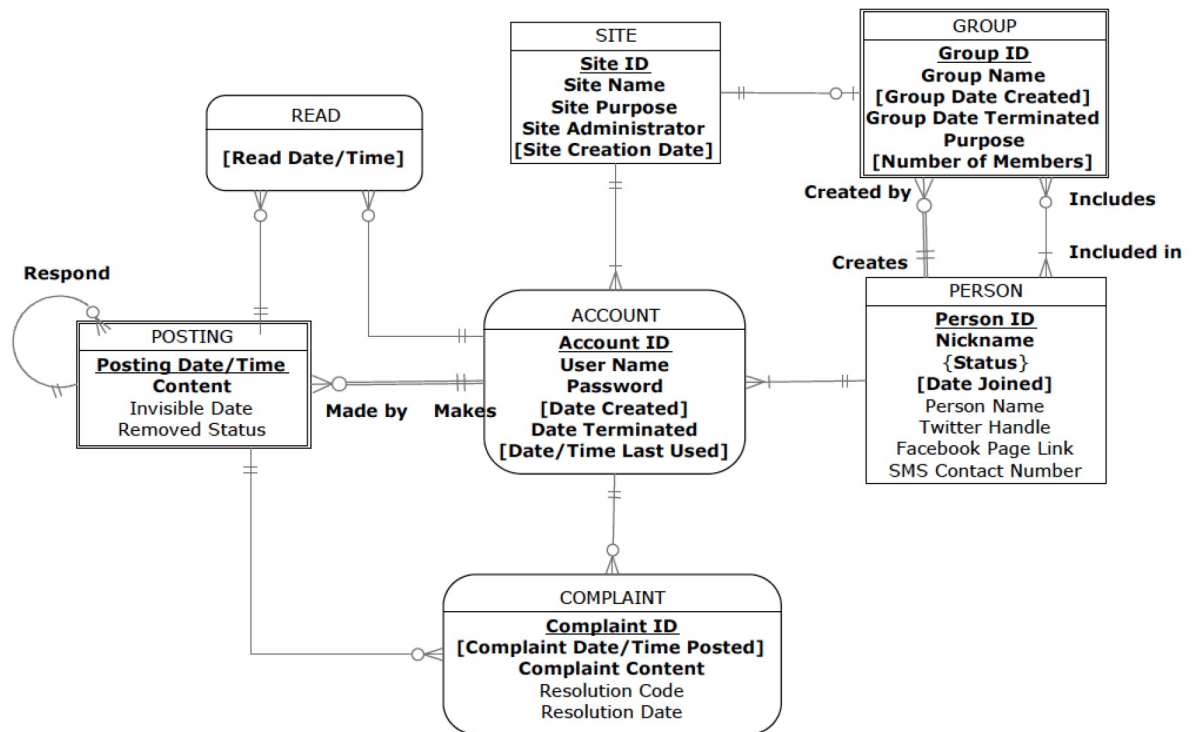 SITE
Site ID
Site Name
Site Purpose
Site Administrator
[Site Creation Date]
GROUP
Group ID
Group Name
[Group Date Created]
Group Date Terminated
Purpose
[Number of Members]
READ
[Read Date/Time]
Created by
Includes
Creates
Included in
Respond
POSTING
Posting Date/Time
Content
Invisible Date
Removed Status
Made by
Makes
ACCOUNT
Account ID
User Name
Password
[Date Created]
Date Terminated
[Date/Time Last Used]
PERSON
Person ID
Nickname
{Status}
[Date Joined]
Person Name
Twitter Handle
Facebook Page Link
SMS Contact Number
COMPLAINT
Complaint ID
[Complaint Date/Time Posted]
Complaint Content
Resolution Code
Resolution Date